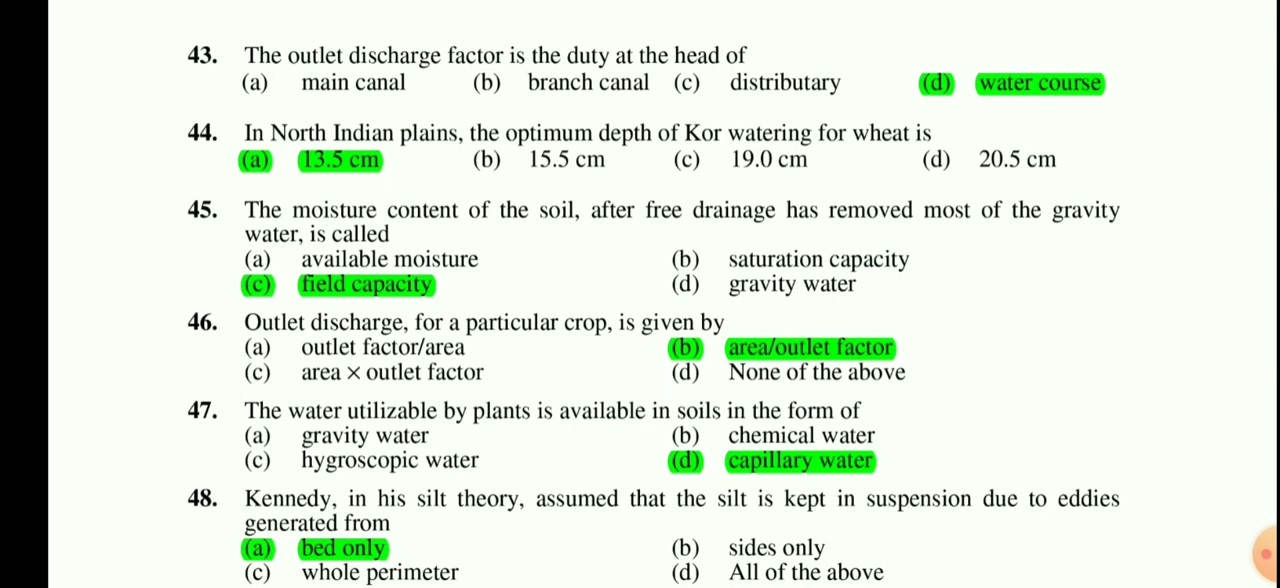 43. The outlet discharge factor is the duty at the head of
(a) main canal (b) branch canal (c) distributary (d) water course
44. In North Indian plains, the optimum depth of Kor watering for wheat is
(a) 13.5 cm (b) 15.5 cm (c) 19.0 cm (d) 20.5 cm
45. The moisture content of the soil, after free drainage has removed most of the gravity
water, is called
(a) available moisture (b) saturation capacity
(c) field capacity (d) gravity water
46. Outlet discharge, for a particular crop, is given by
(a) outlet factor/area (b) area/outlet factor
(c) area × outlet factor (d) None of the above
47. The water utilizable by plants is available in soils in the form of
(a) gravity water (b) chemical water
(c) hygroscopic water (d) capillary water
48. Kennedy, in his silt theory, assumed that the silt is kept in suspension due to eddies
generated from
(a) bed only (b) sides only
(c) whole perimeter (d) All of the above